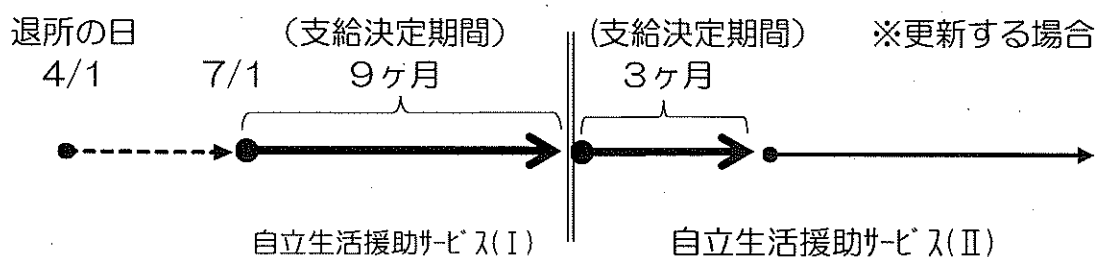 退所の日 (支給決定期間) (支給決定期間) ※更新する場合
4/1 7/1 9ヶ月 3ヶ月
自立生活援助ｻｰﾋﾞｽ(Ⅰ) 自立生活援助ｻｰﾋﾞｽ(Ⅱ)